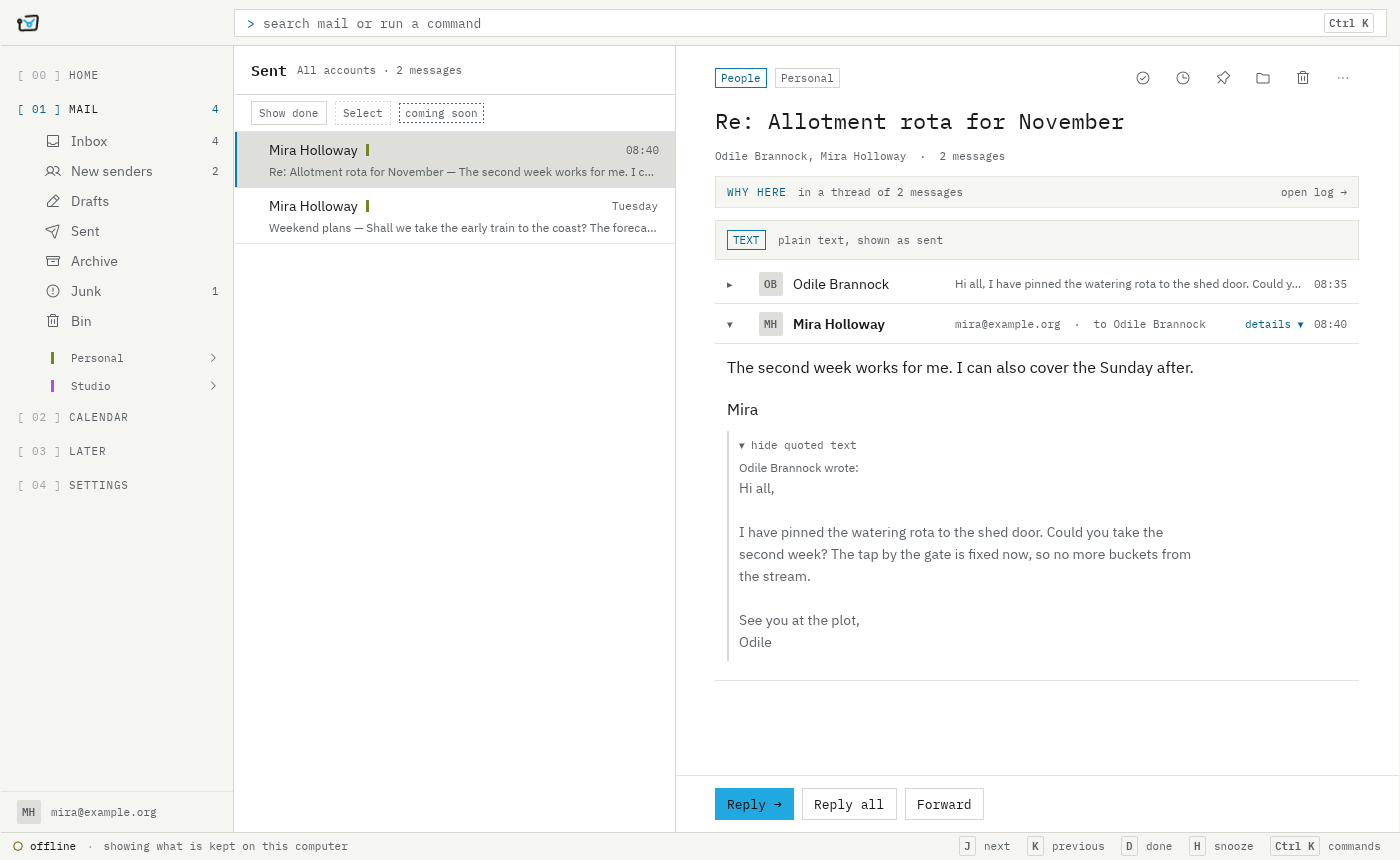 > search mail or run a command Ctrl K
[ 00 ] HOME
[ 01 ] MAIL 4
Inbox 4
New senders 2
Drafts
Sent
Archive
Junk 1
Bin
Personal
Studio
[ 02 ] CALENDAR
[ 03 ] LATER
[ 04 ] SETTINGS
MH mira@example.org
Sent All accounts · 2 messages
Show done Select coming soon
Mira Holloway 08:40
Re: Allotment rota for November — The second week works for me. I c…
Mira Holloway Tuesday
Weekend plans — Shall we take the early train to the coast? The foreca…
People Personal
Re: Allotment rota for November
Odile Brannock, Mira Holloway · 2 messages
WHY HERE in a thread of 2 messages open log →
TEXT plain text, shown as sent
▸ OB Odile Brannock Hi all, I have pinned the watering rota to the shed door. Could y… 08:35
▾ MH Mira Holloway mira@example.org · to Odile Brannock details ▾ 08:40
The second week works for me. I can also cover the Sunday after.
Mira
▾ hide quoted text
Odile Brannock wrote:
Hi all,
I have pinned the watering rota to the shed door. Could you take the
second week? The tap by the gate is fixed now, so no more buckets from
the stream.
See you at the plot,
Odile
Reply → Reply all Forward
offline · showing what is kept on this computer
J next K previous D done H snooze Ctrl K commands